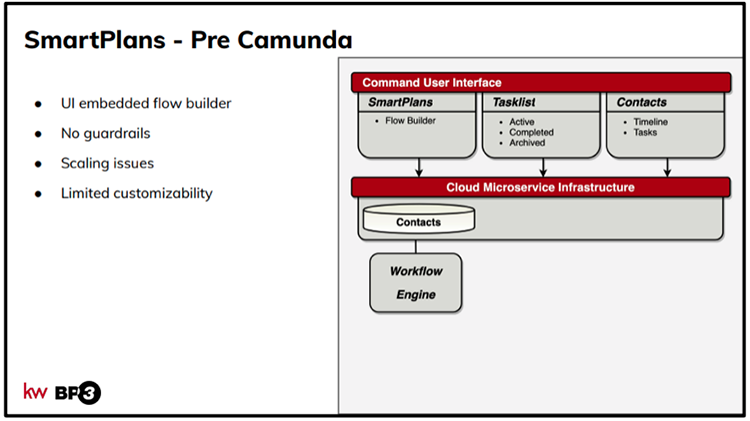 SmartPlans - Pre Camunda
● UI embedded flow builder
● No guardrails
● Scaling issues
● Limited customizability
Command User Interface
SmartPlans
• Flow Builder
Tasklist
• Active
• Completed
• Archived
Contacts
• Timeline
• Tasks
Cloud Microservice Infrastructure
Contacts
Workflow
Engine
kw BP3